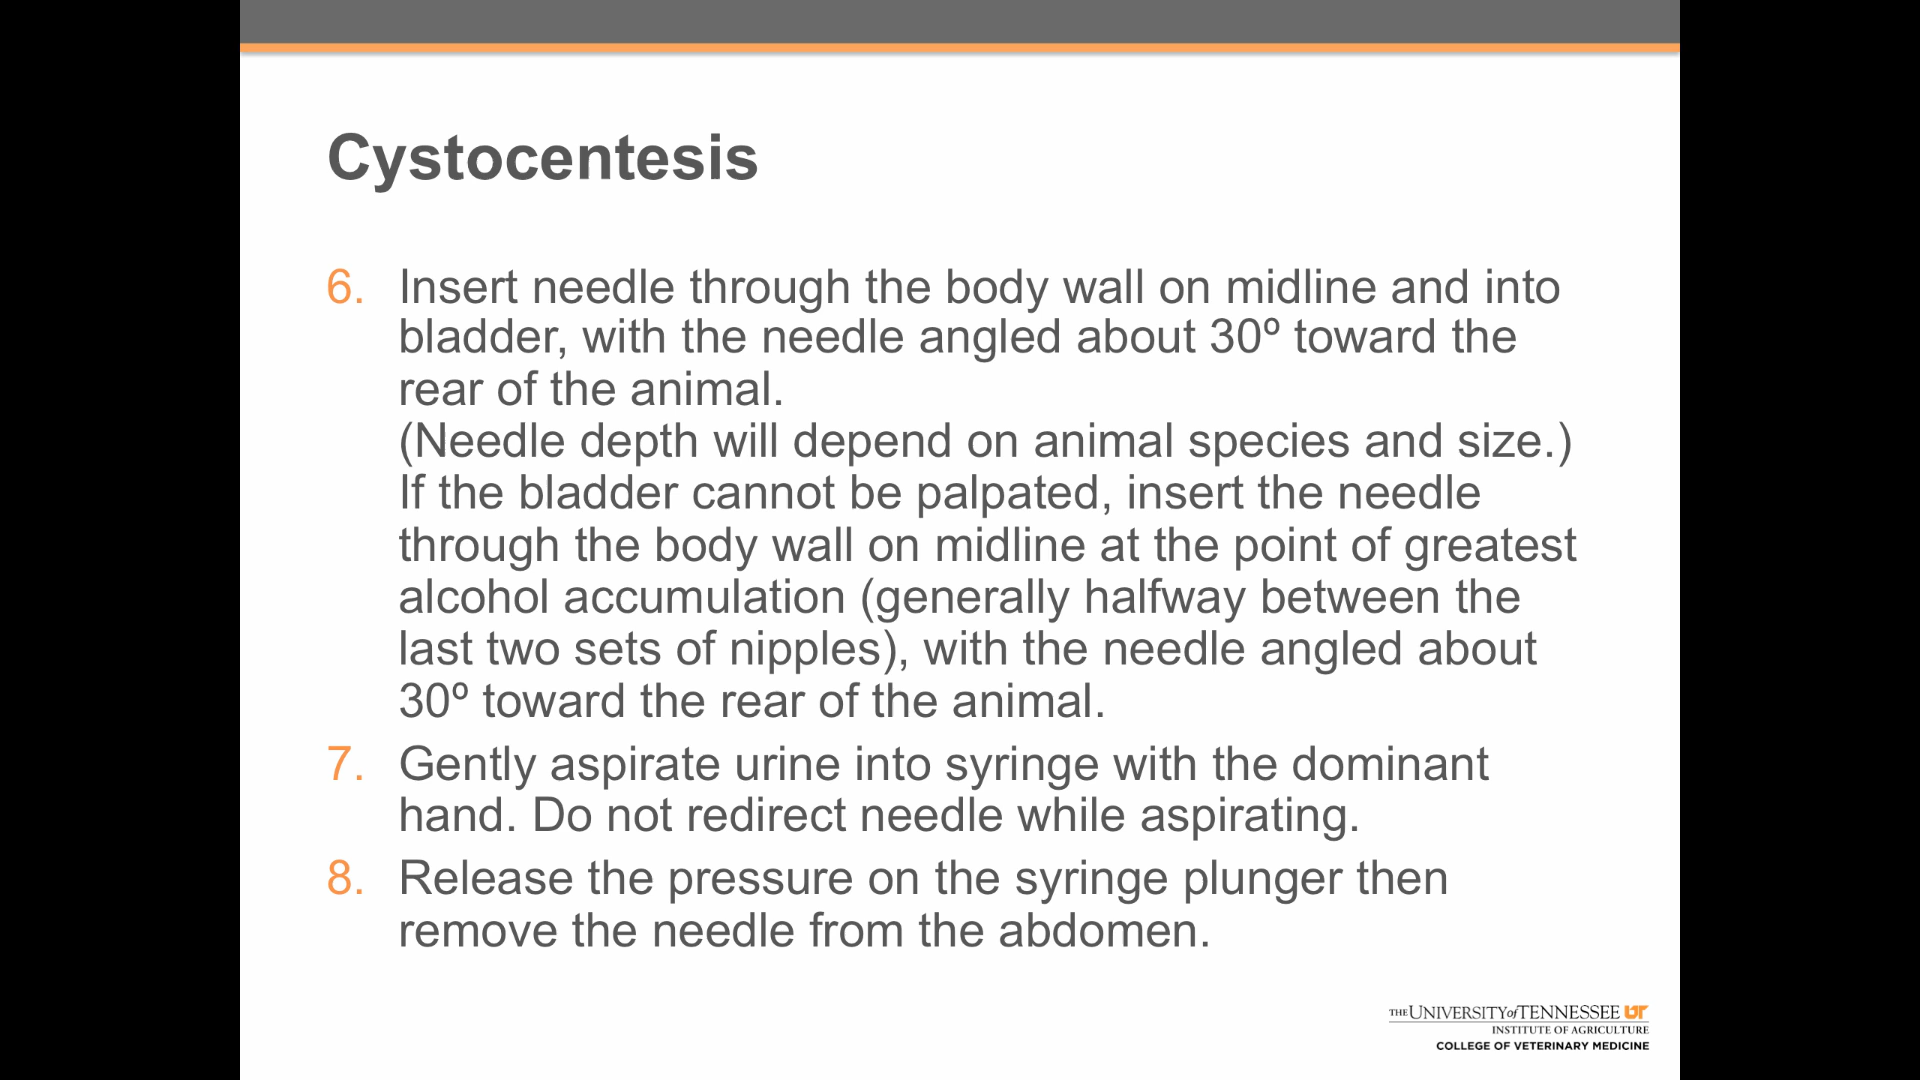 Cystocentesis
6. Insert needle through the body wall on midline and into
bladder, with the needle angled about 30º toward the
rear of the animal.
(Needle depth will depend on animal species and size.)
If the bladder cannot be palpated, insert the needle
through the body wall on midline at the point of greatest
alcohol accumulation (generally halfway between the
last two sets of nipples), with the needle angled about
30º toward the rear of the animal.
7. Gently aspirate urine into syringe with the dominant
hand. Do not redirect needle while aspirating.
8. Release the pressure on the syringe plunger then
remove the needle from the abdomen.
THE UNIVERSITY of TENNESSEE UT
INSTITUTE OF AGRICULTURE
COLLEGE OF VETERINARY MEDICINE